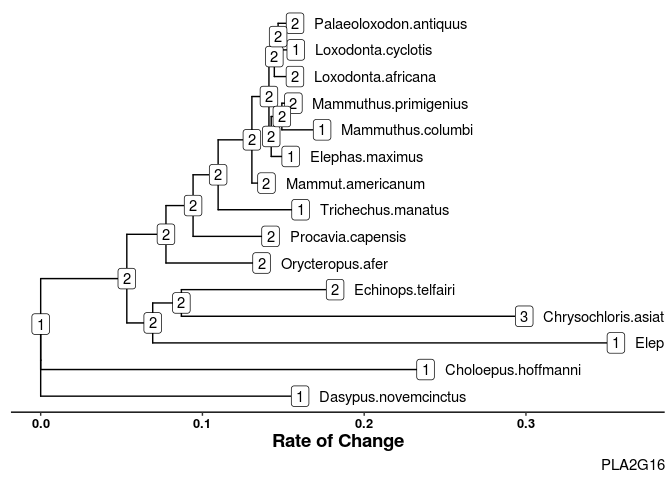 2 Palaeoloxodon.antiquus
2
1 Loxodonta.cyclotis
2
2 Loxodonta.africana
2
2 Mammuthus.primigenius
2
1 Mammuthus.columbi
2
2
1 Elephas.maximus
2 Mammut.americanum
2
1 Trichechus.manatus
2
2 Procavia.capensis
2
2 Orycteropus.afer
2
2 Echinops.telfairi
2
3 Chrysochloris.asiat
2
1
1 Elep
1 Choloepus.hoffmanni
1 Dasypus.novemcinctus
0.0 0.1 0.2 0.3
Rate of Change
PLA2G16